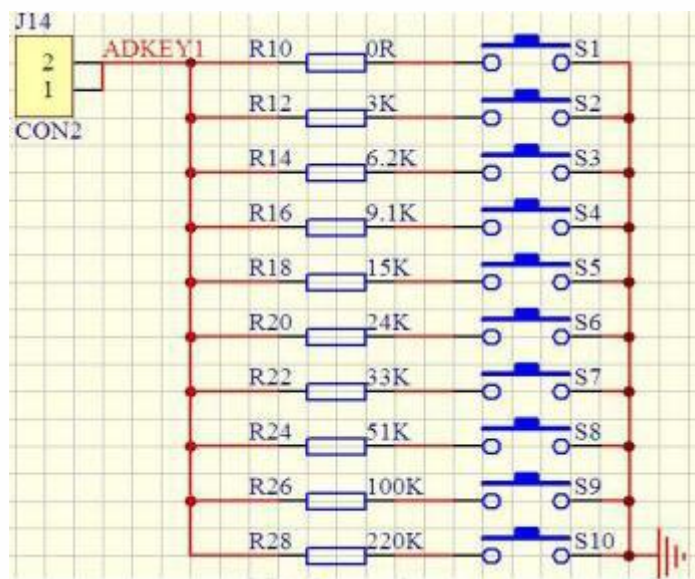 J14
ADKEY1 R10 0R S1
2
1 R12 3K S2
CON2
R14 6.2K S3
R16 9.1K S4
R18 15K S5
R20 24K S6
R22 33K S7
R24 51K S8
R26 100K S9
R28 220K S10